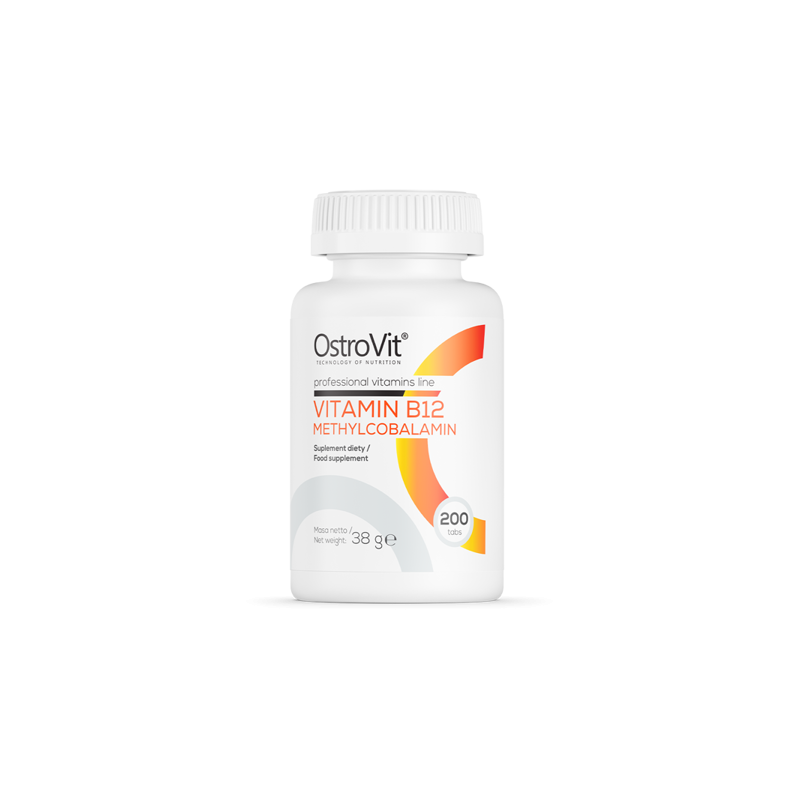 OstroVit®
TECHNOLOGY OF NUTRITION
professional vitamins line
VITAMIN B12
METHYLCOBALAMIN
Suplement diety /
Food supplement
200
tabs
Masa netto /
Net weight: 38 g ℮